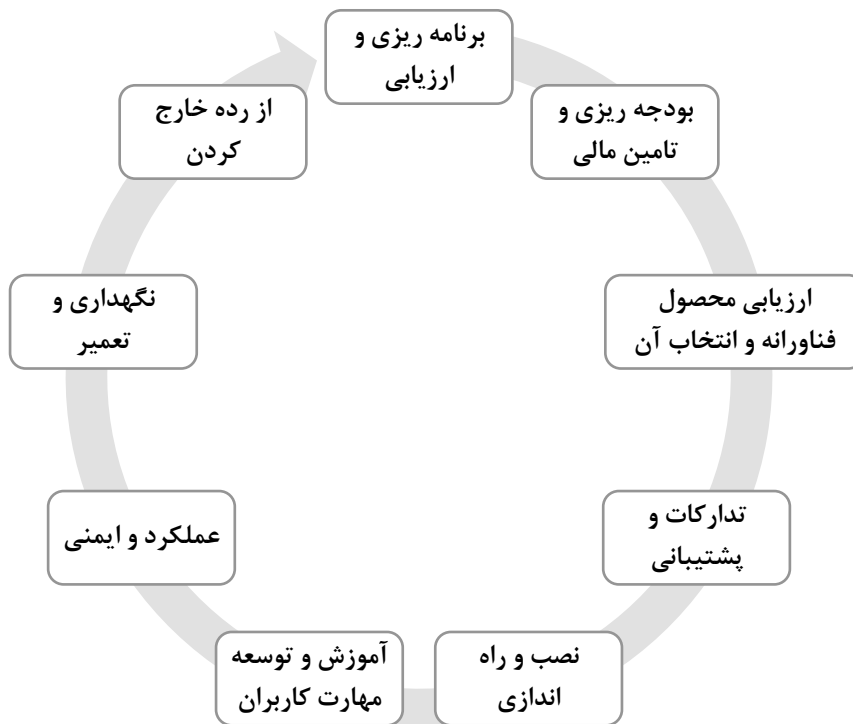 برنامه ریزی و
ارزیابی
بودجه ریزی و
تامین مالی
ارزیابی محصول
فناورانه و انتخاب آن
تدارکات و
پشتیبانی
نصب و راه
اندازی
آموزش و توسعه
مهارت کاربران
عملکرد و ایمنی
نگهداری و
تعمیر
از رده خارج
کردن